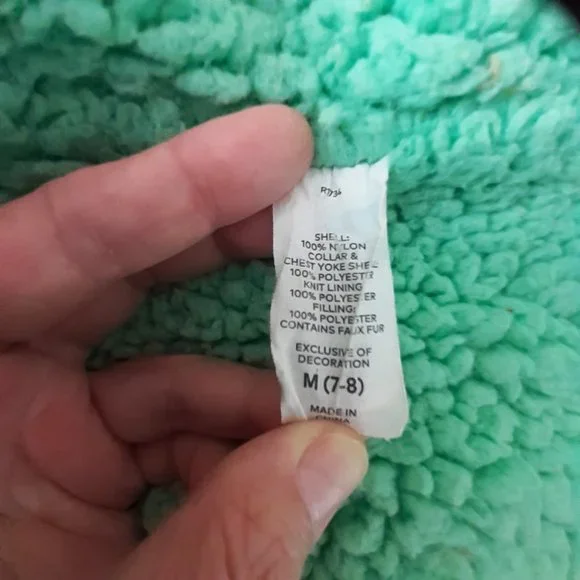 SHELL:
100% NYLON
COLLAR &
CHEST YOKE SHELL
100% POLYESTER
KNIT LINING
100% POLYESTER
FILLING:
100% POLYESTER
CONTAINS FAUX FUR
EXCLUSIVE OF
DECORATION
M (7-8)
MADE IN
CHINA